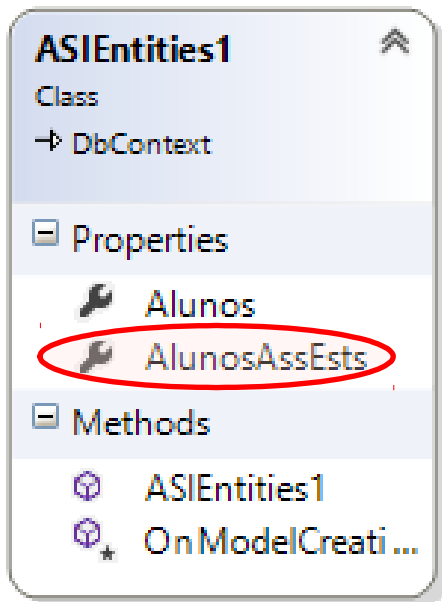 ASIEntities1
Class
DbContext
Properties
Alunos
AlunosAssEsts
Methods
ASIEntities1
OnModelCreati...